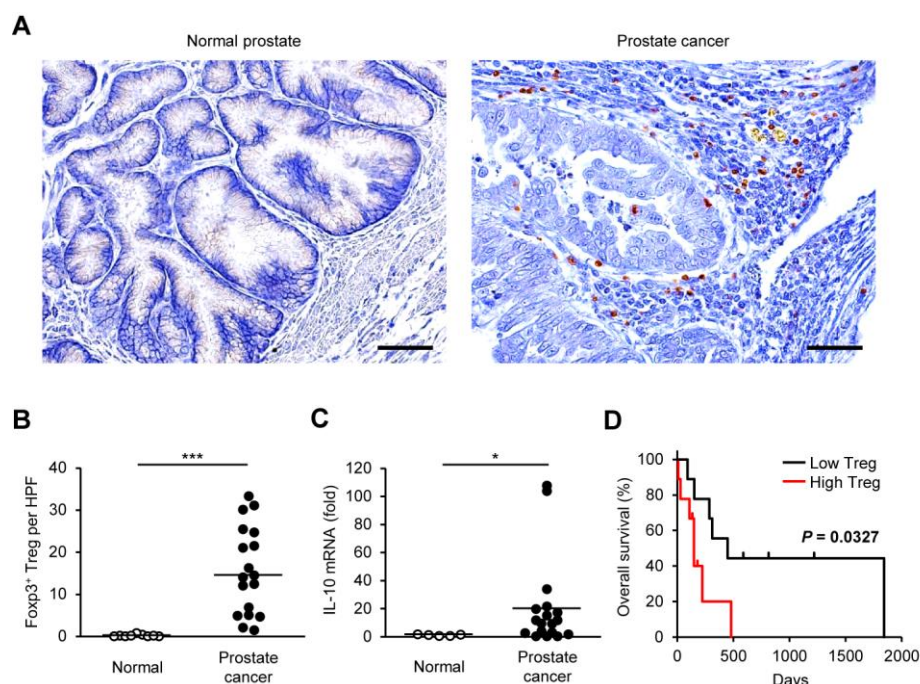 A
Normal prostate
Prostate cancer
B
Foxp3⁺ Treg per HPF
40
30
20
10
0
***
Normal
Prostate
cancer
C
IL-10 mRNA (fold)
120
100
80
60
40
20
0
*
Normal
Prostate
cancer
D
Overall survival (%)
100
80
60
40
20
0
Low Treg
High Treg
P = 0.0327
0 500 1000 1500 2000
Days